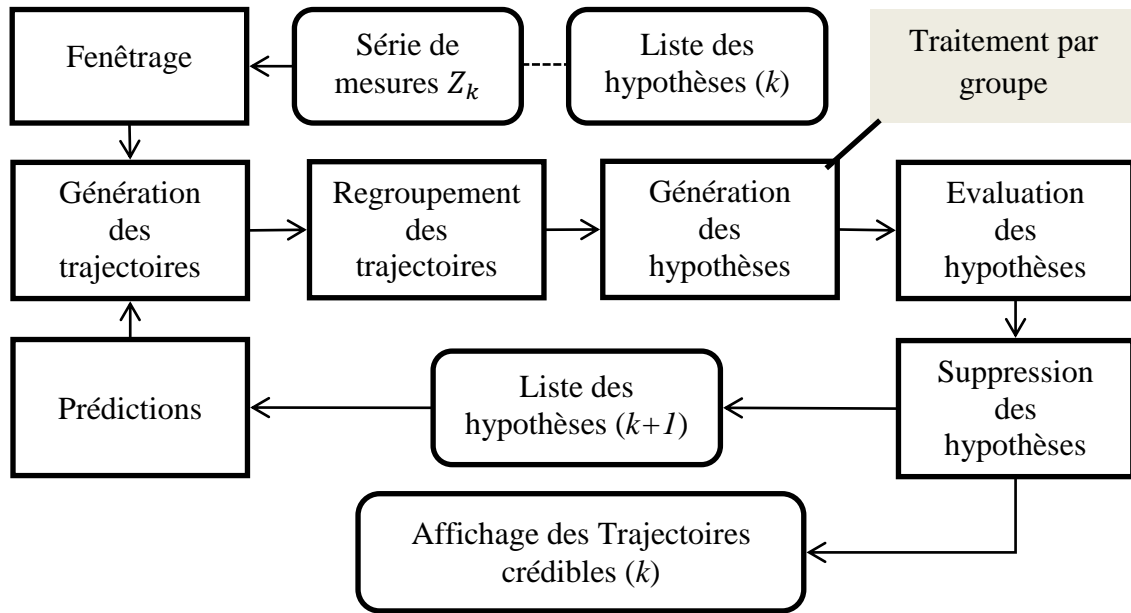 Fenêtrage
Série de
mesures Z_k
Liste des
hypothèses (k)
Traitement par
groupe
Génération
des
trajectoires
Regroupement
des
trajectoires
Génération
des
hypothèses
Evaluation
des
hypothèses
Prédictions
Liste des
hypothèses (k+1)
Suppression
des
hypothèses
Affichage des Trajectoires
crédibles (k)